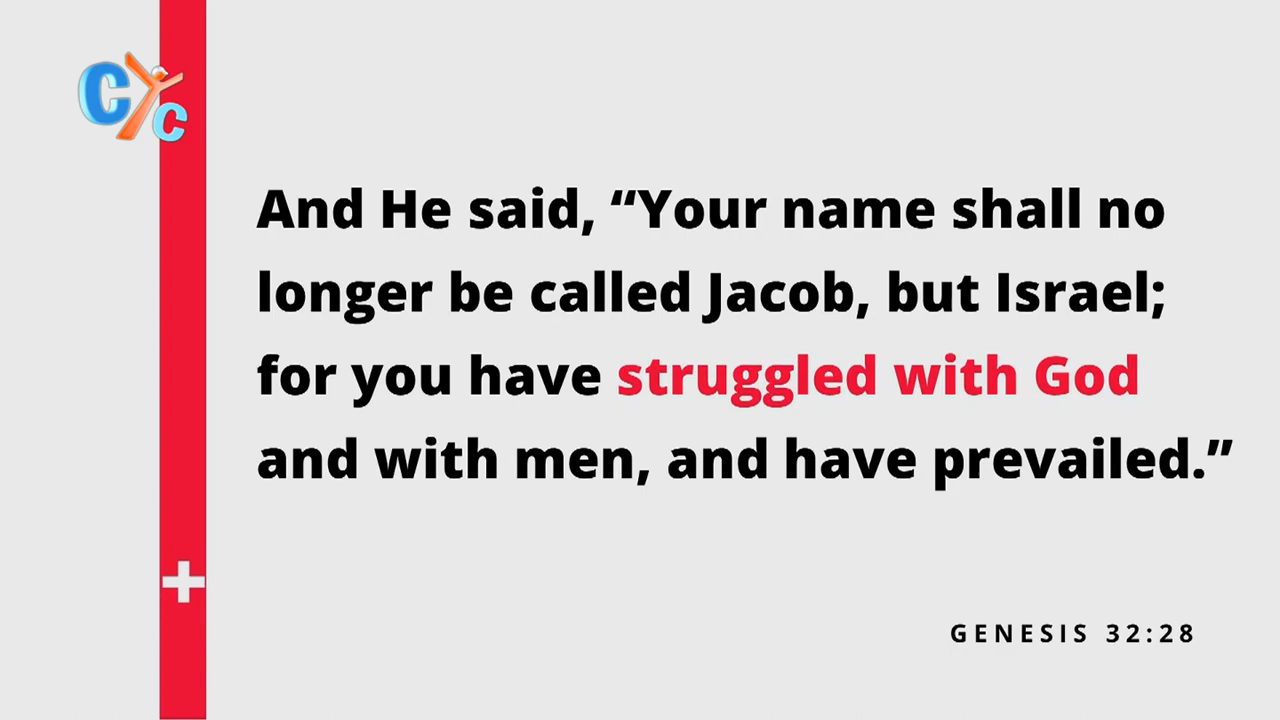 CYC
And He said, “Your name shall no
longer be called Jacob, but Israel;
for you have struggled with God
and with men, and have prevailed.”
GENESIS 32:28